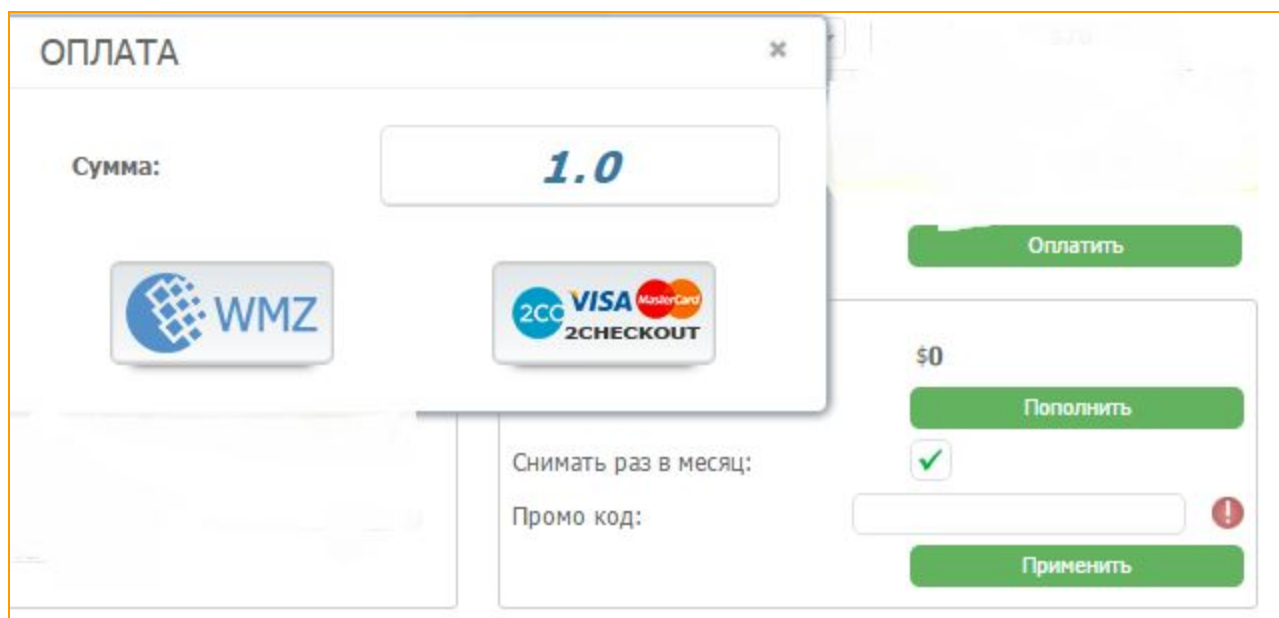 ОПЛАТА
Сумма:
1.0
WMZ
2CO VISA MasterCard
2CHECKOUT
Оплатить
$0
Пополнить
Снимать раз в месяц:
Промо код:
Применить